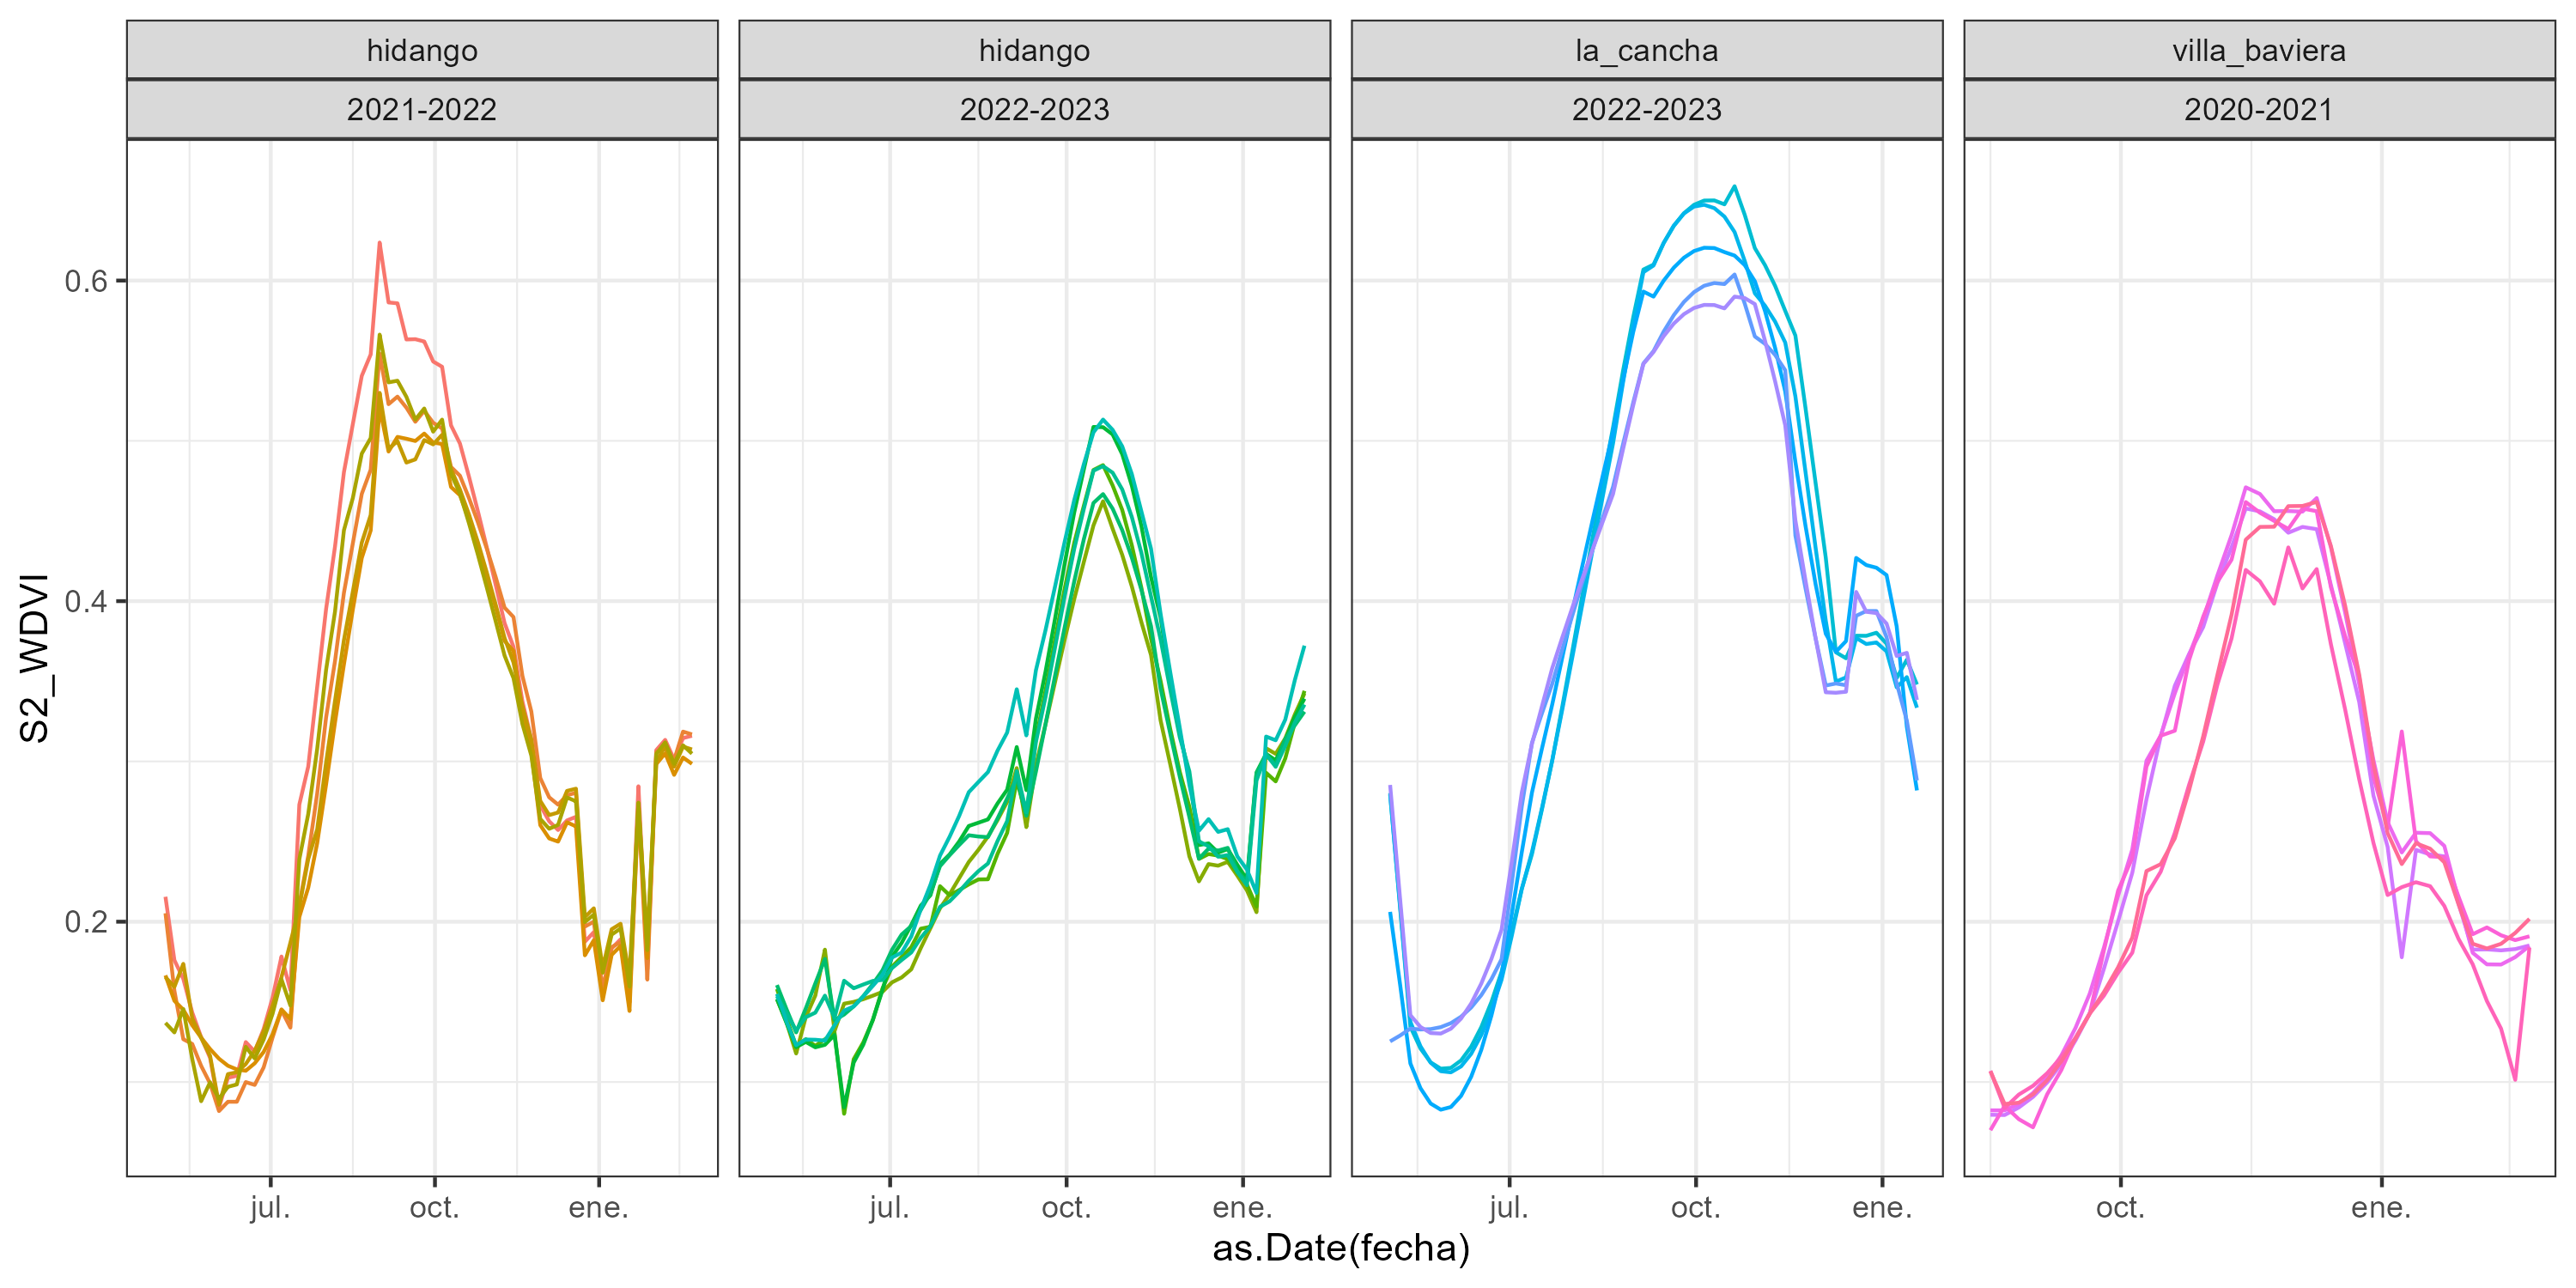 hidango
hidango
la_cancha
villa_baviera
2021-2022
2022-2023
2022-2023
2020-2021
S2_WDVI
0.6
0.4
0.2
jul.
oct.
ene.
jul.
oct.
ene.
jul.
oct.
ene.
oct.
ene.
as.Date(fecha)